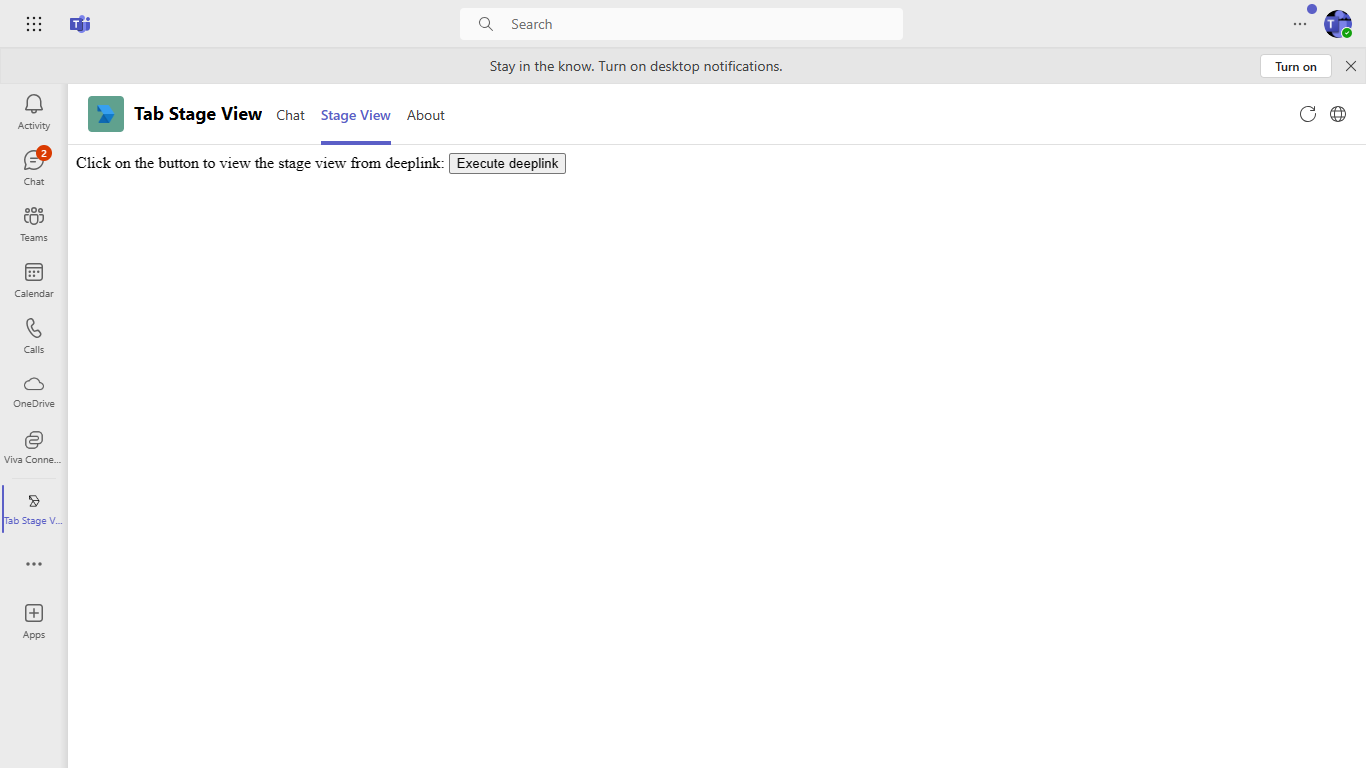 Search
Stay in the know. Turn on desktop notifications.
Turn on
Activity
2
Chat
Teams
Calendar
Calls
OneDrive
Viva Conne...
Tab Stage V...
Apps
Tab Stage View
Chat
Stage View
About
Click on the button to view the stage view from deeplink: Execute deeplink